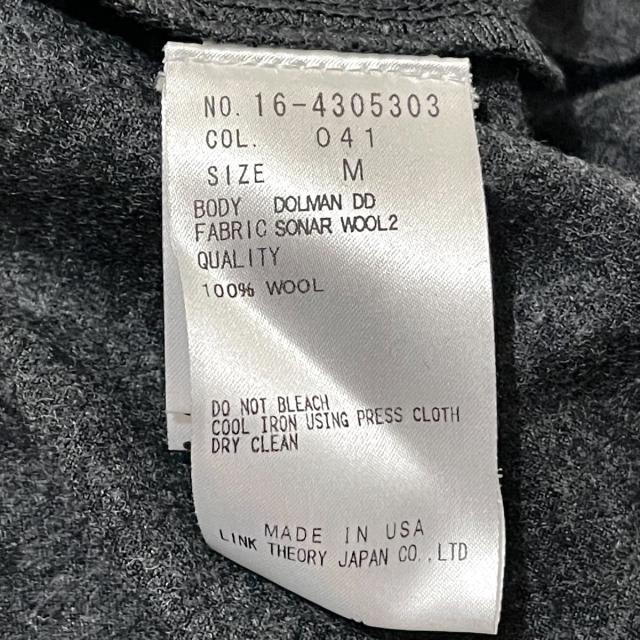 NO. 16-4305303
COL. 041
SIZE M
BODY DOLMAN DD
FABRIC SONAR WOOL2
QUALITY
100% WOOL
DO NOT BLEACH
COOL IRON USING PRESS CLOTH
DRY CLEAN
MADE IN USA
LINK THEORY JAPAN CO.,LTD